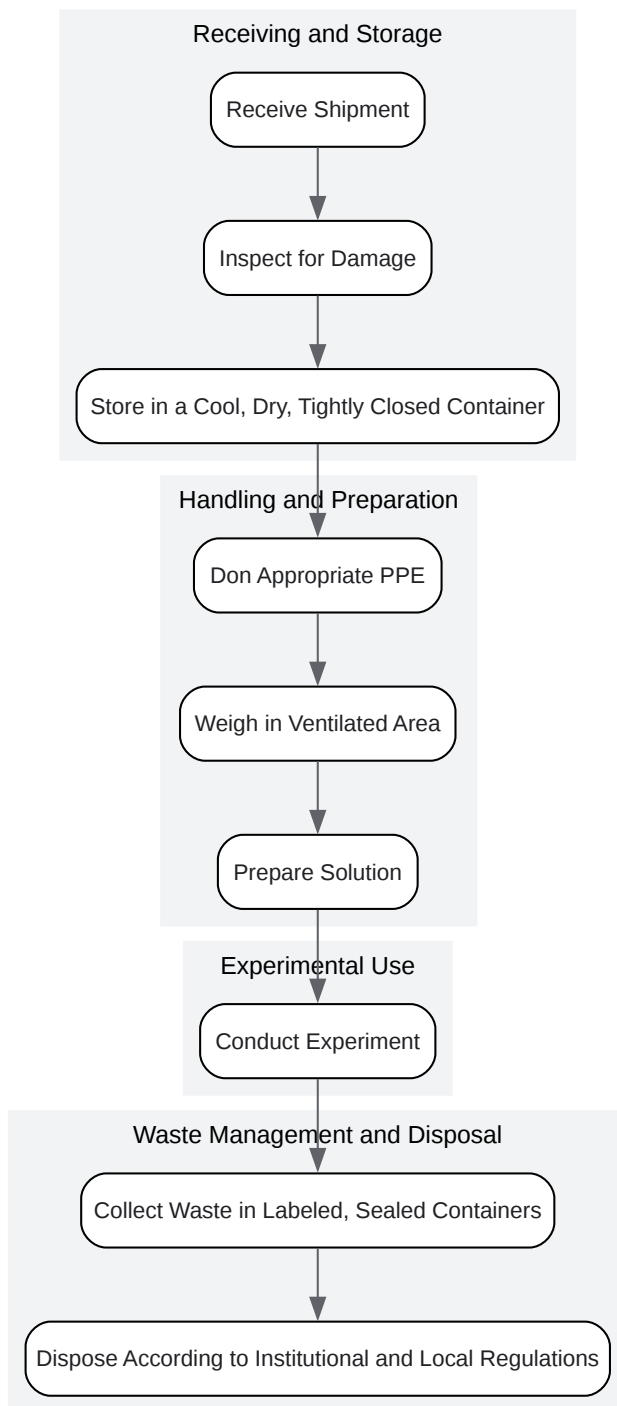 Receiving and Storage
Receive Shipment
Inspect for Damage
Store in a Cool, Dry, Tightly Closed Container
Handling and Preparation
Don Appropriate PPE
Weigh in Ventilated Area
Prepare Solution
Experimental Use
Conduct Experiment
Waste Management and Disposal
Collect Waste in Labeled, Sealed Containers
Dispose According to Institutional and Local Regulations